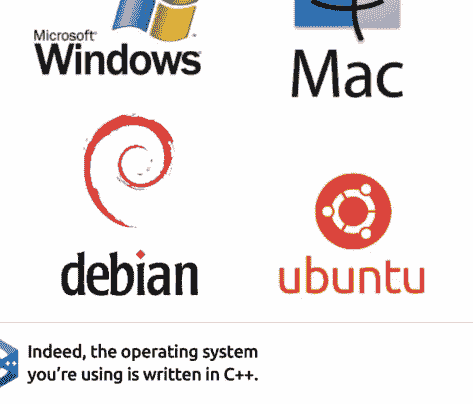 Microsoft®
Windows®
Mac
debian
ubuntu
Indeed, the operating system
you're using is written in C++.